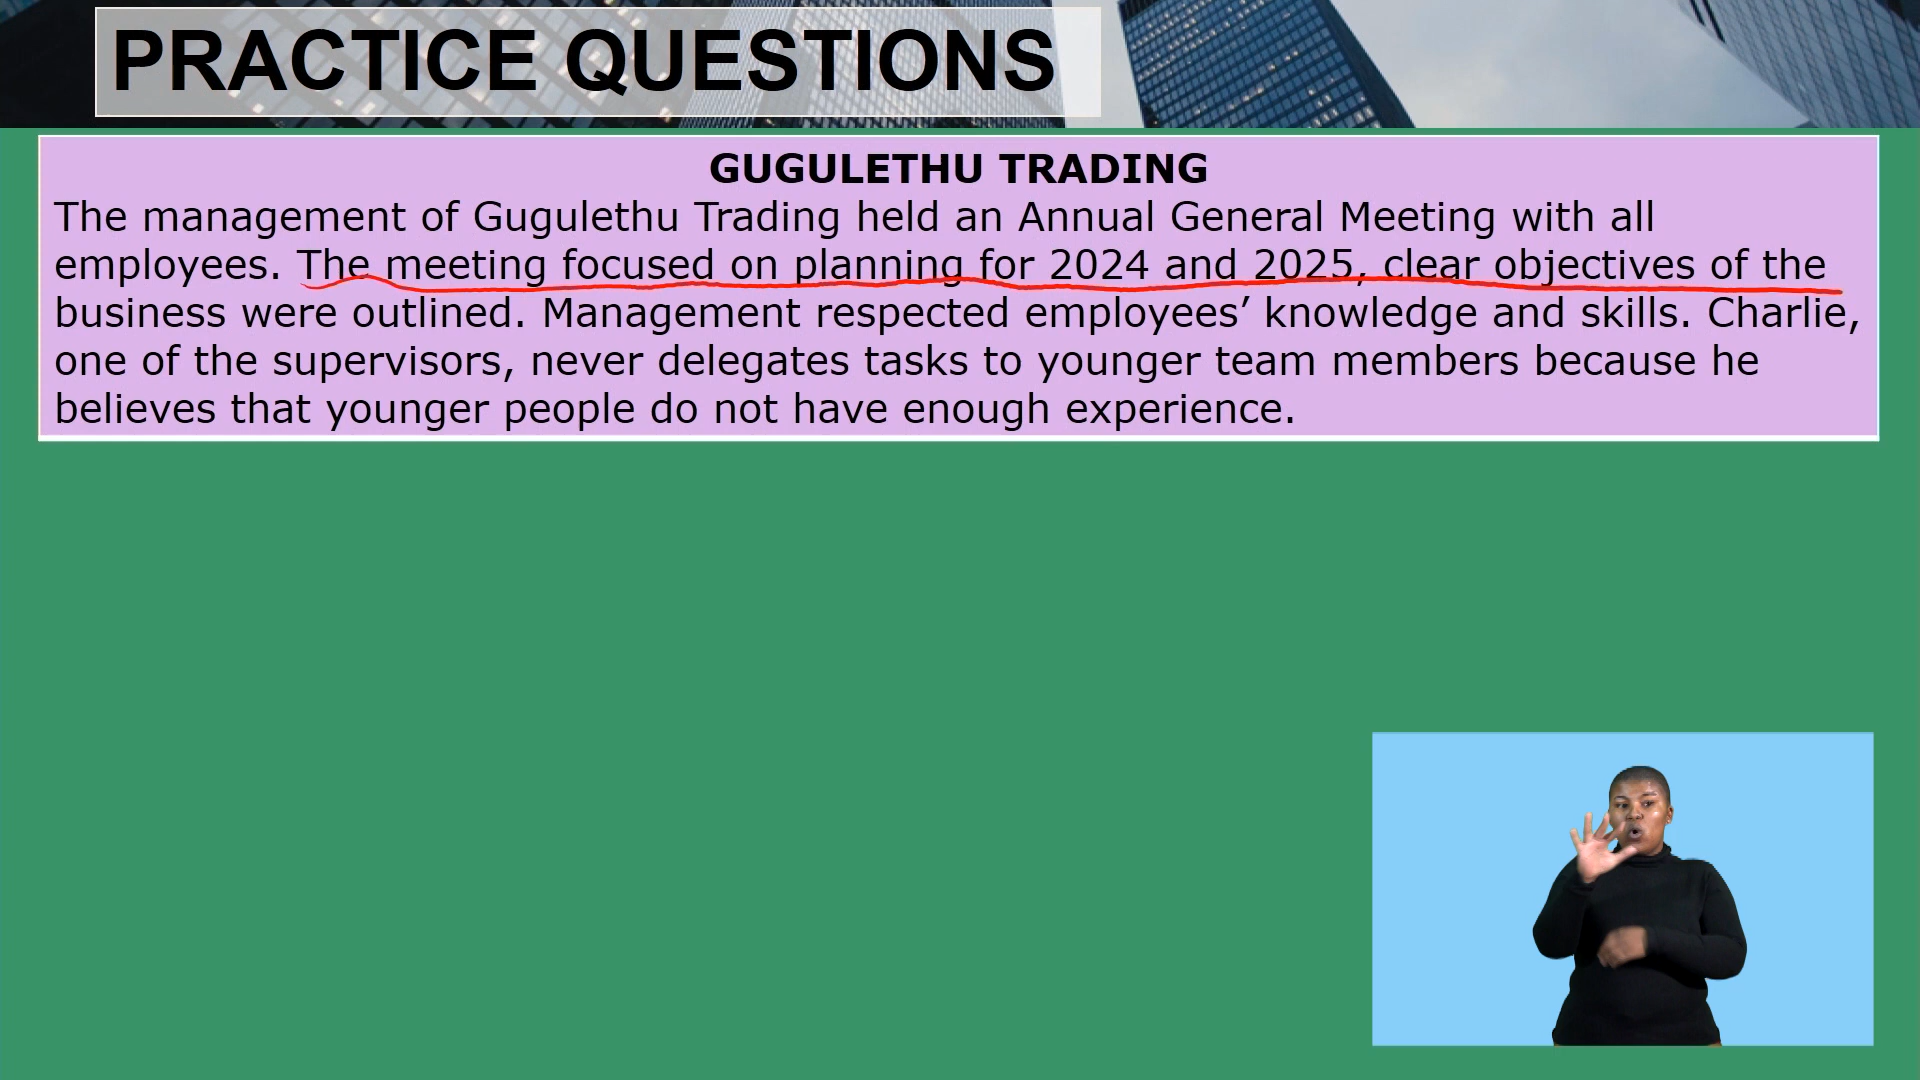 PRACTICE QUESTIONS
GUGULETHU TRADING
The management of Gugulethu Trading held an Annual General Meeting with all
employees. The meeting focused on planning for 2024 and 2025, clear objectives of the
business were outlined. Management respected employees’ knowledge and skills. Charlie,
one of the supervisors, never delegates tasks to younger team members because he
believes that younger people do not have enough experience.